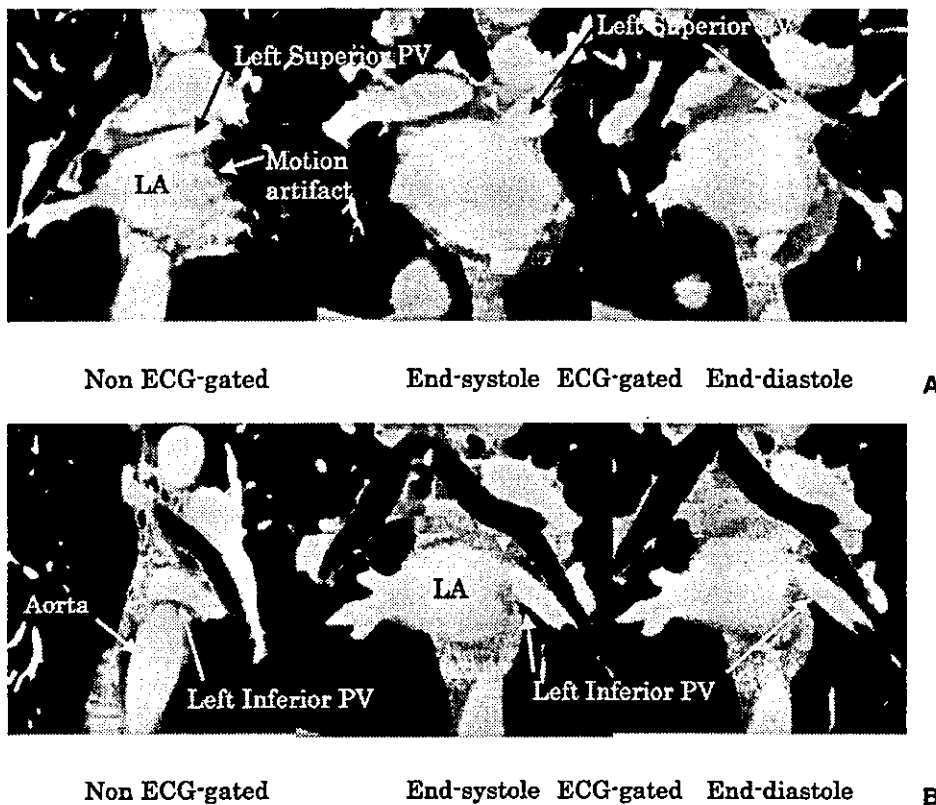 Left Superior PV
Left Superior PV
LA
Motion
artifact
Non ECG-gated End-systole ECG-gated End-diastole
A
LA
Aorta
Left Inferior PV
Left Inferior PV
Non ECG-gated End-systole ECG-gated End-diastole
B